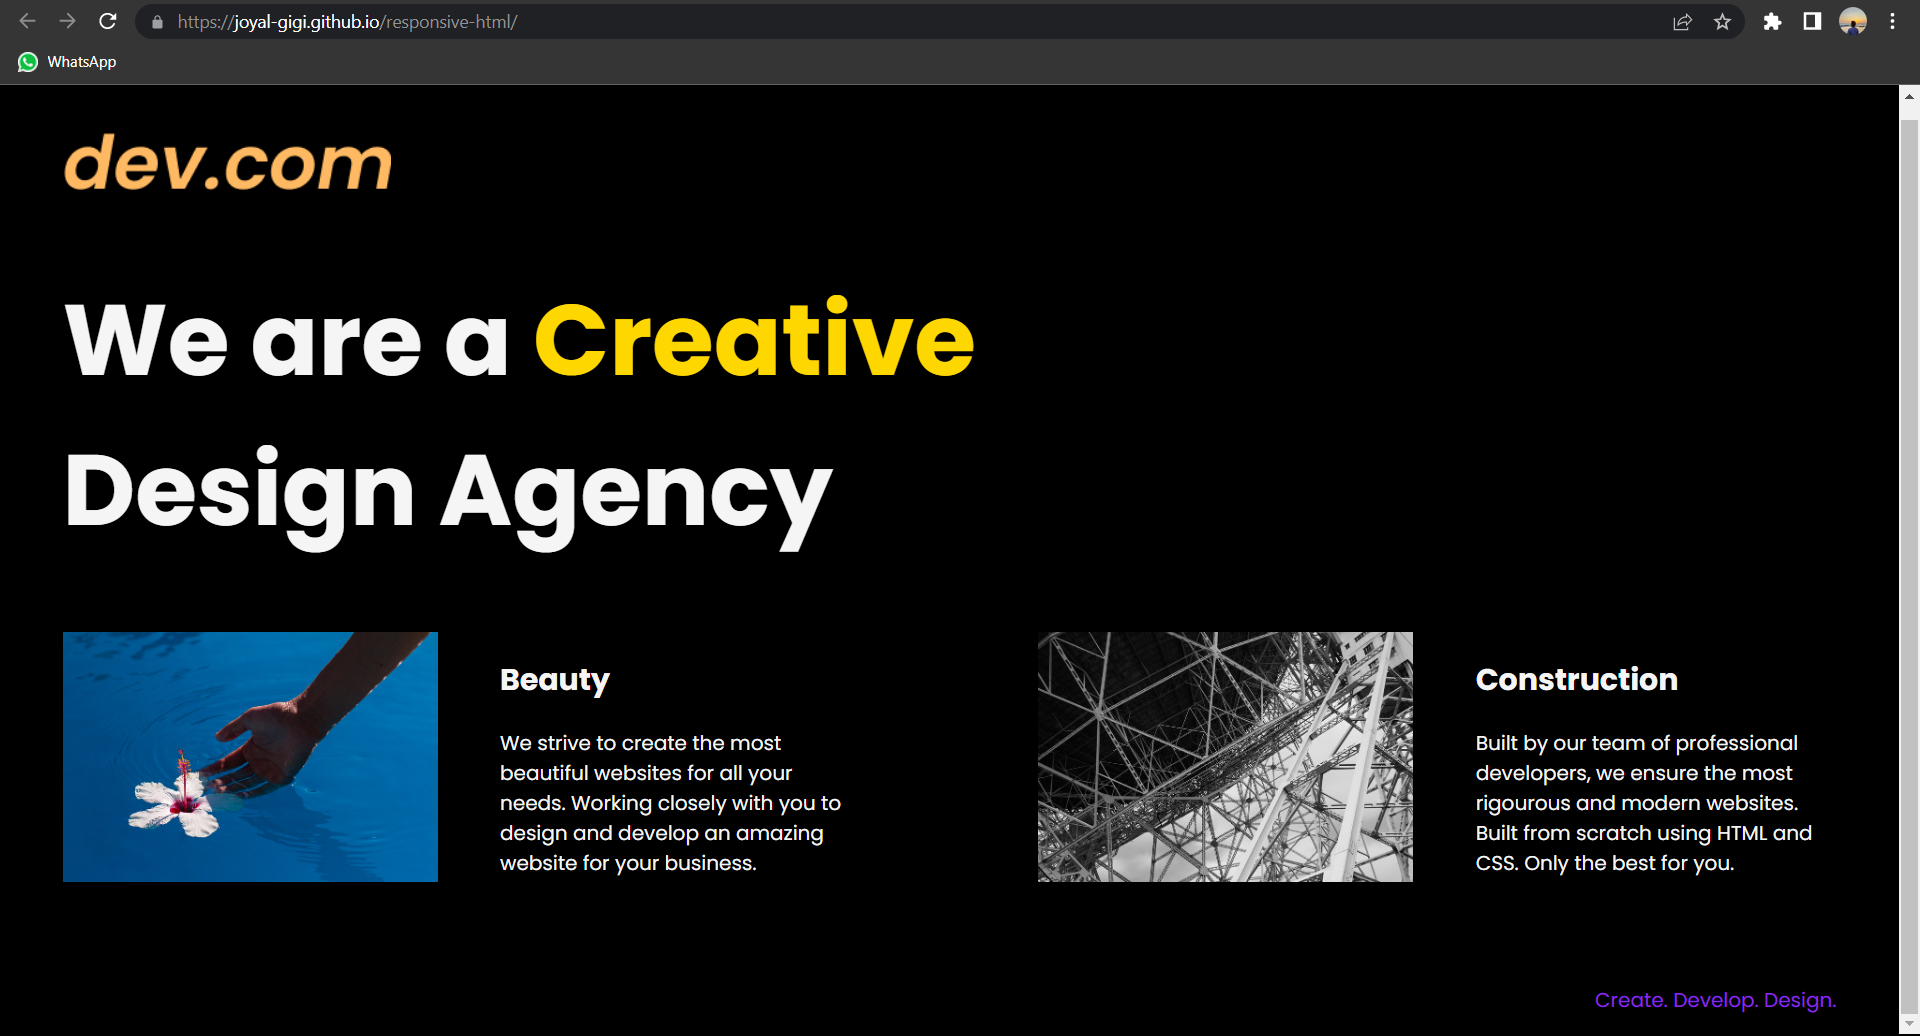 https://joyal-gigi.github.io/responsive-html/
WhatsApp
dev.com
We are a Creative
Design Agency
Beauty
We strive to create the most
beautiful websites for all your
needs. Working closely with you to
design and develop an amazing
website for your business.
Construction
Built by our team of professional
developers, we ensure the most
rigourous and modern websites.
Built from scratch using HTML and
CSS. Only the best for you.
Create. Develop. Design.